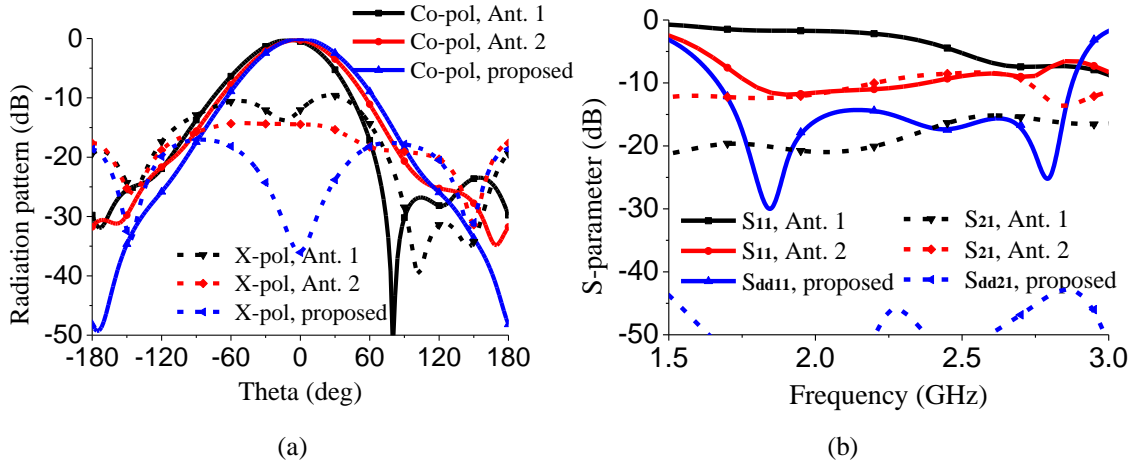 Co-pol, Ant. 1
Co-pol, Ant. 2
Co-pol, proposed
0
-10
-20
-30
-40
-50
Radiation pattern (dB)
X-pol, Ant. 1
X-pol, Ant. 2
X-pol, proposed
-180 -120 -60 0 60 120 180
Theta (deg)
(a)
0
-10
-20
-30
-40
-50
S-parameter (dB)
S11, Ant. 1
S11, Ant. 2
Sdd11, proposed
S21, Ant. 1
S21, Ant. 2
Sdd21, proposed
1.5 2.0 2.5 3.0
Frequency (GHz)
(b)